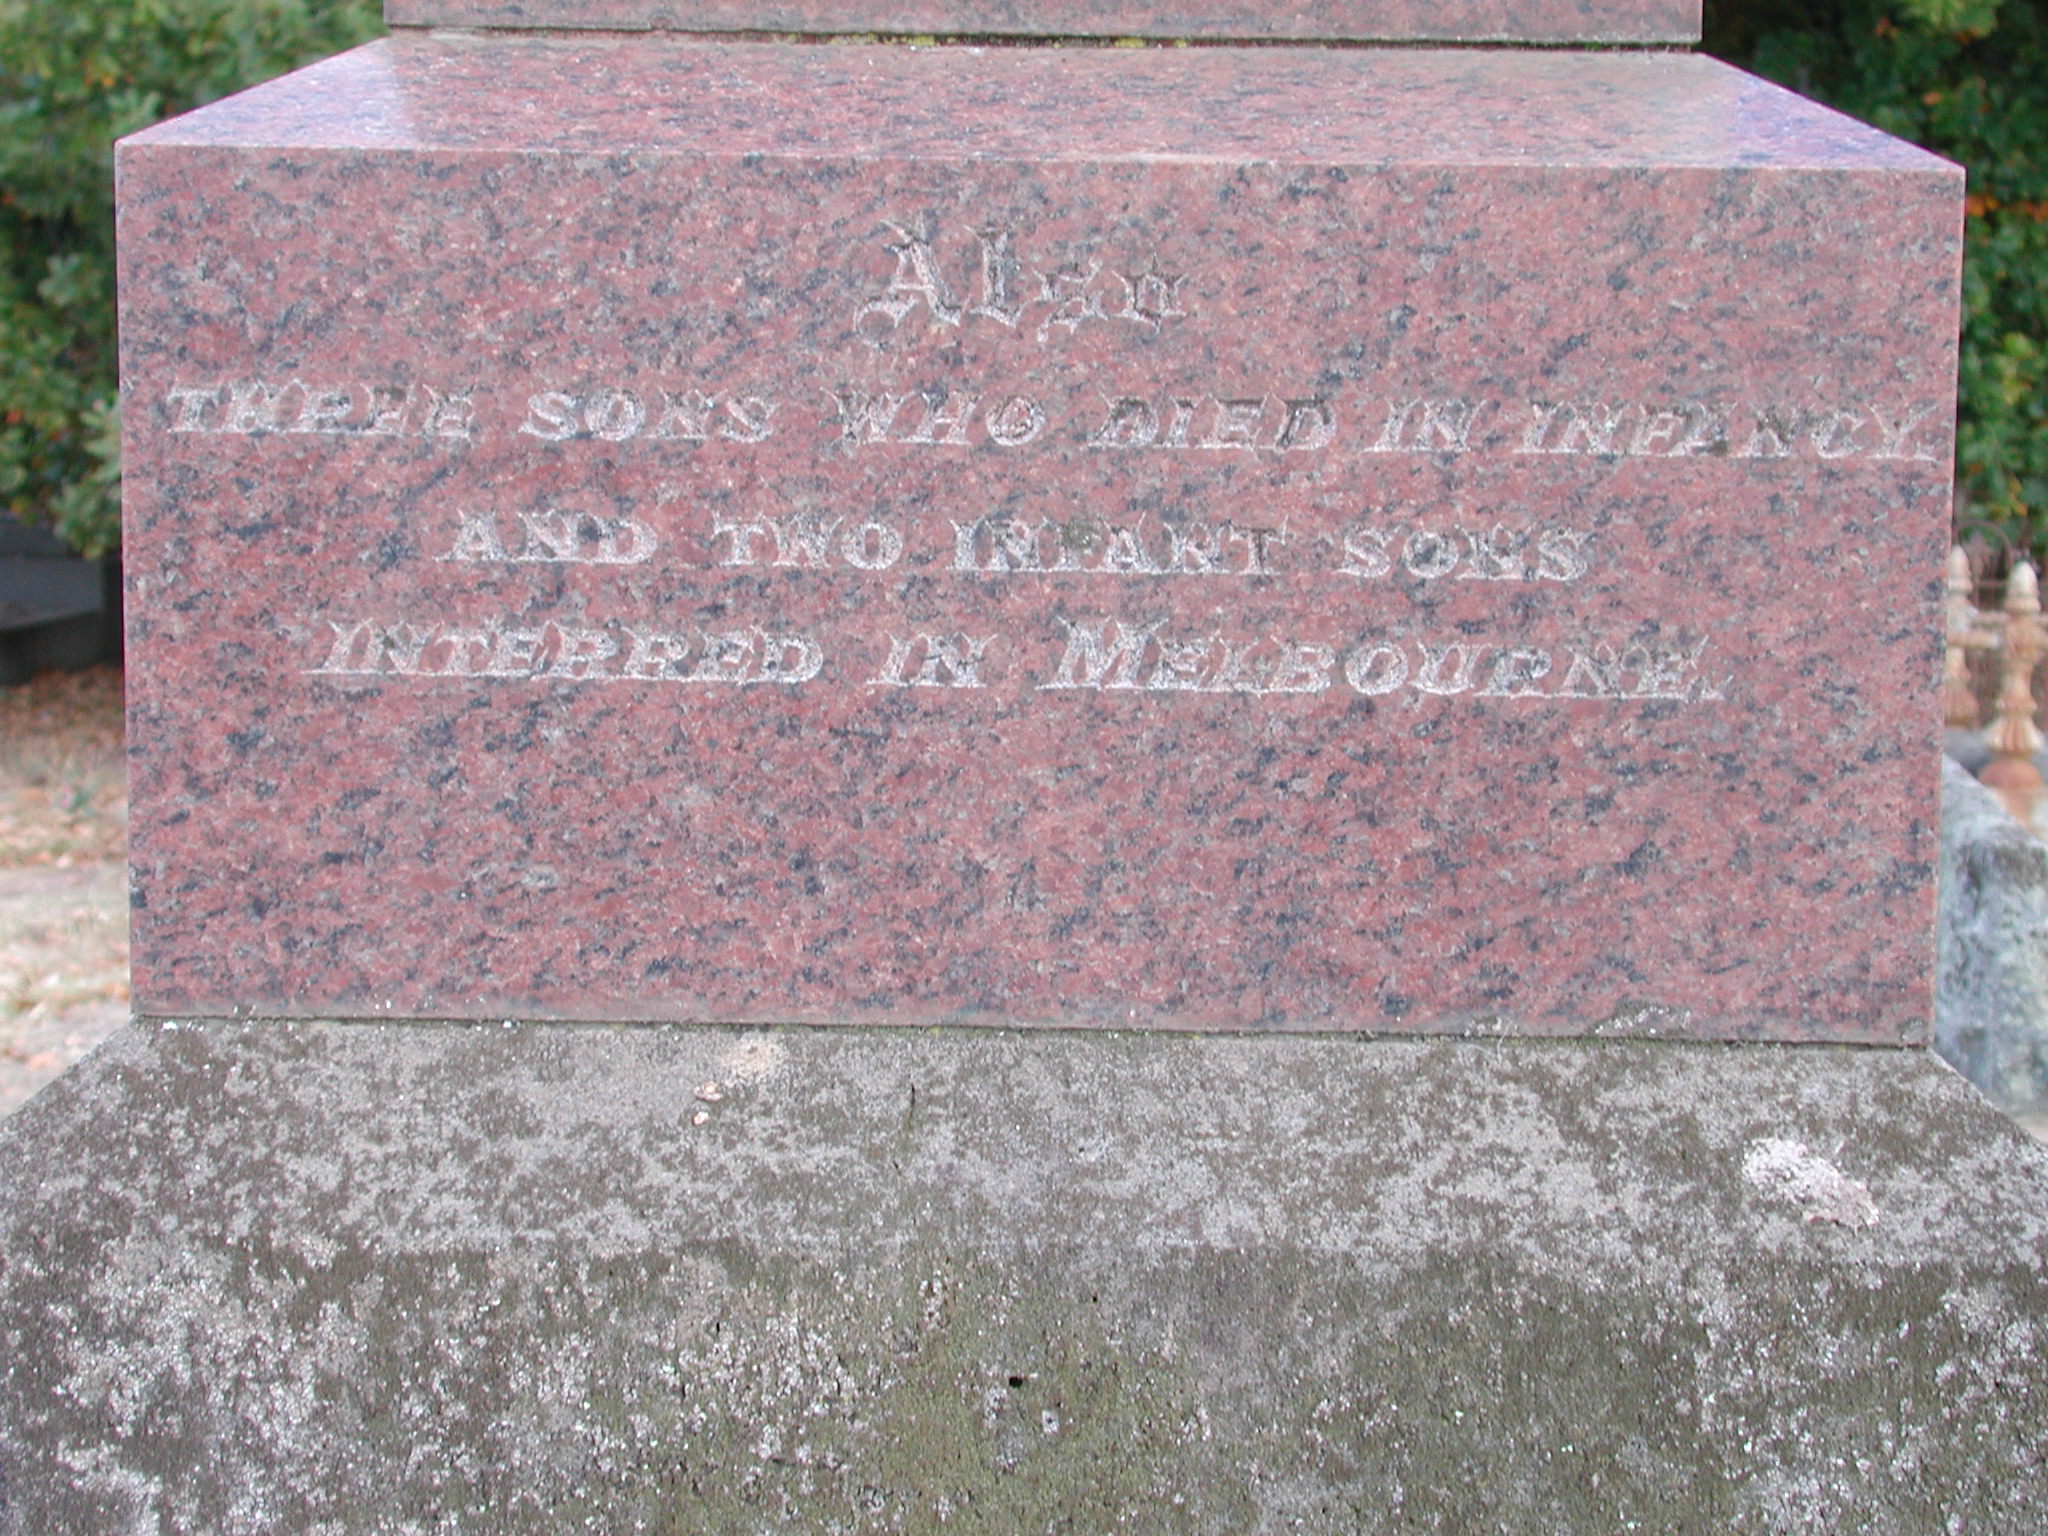 Also
THREE SONS WHO DIED IN INFANCY
AND TWO INFANT SONS
INTERRED IN MELBOURNE.